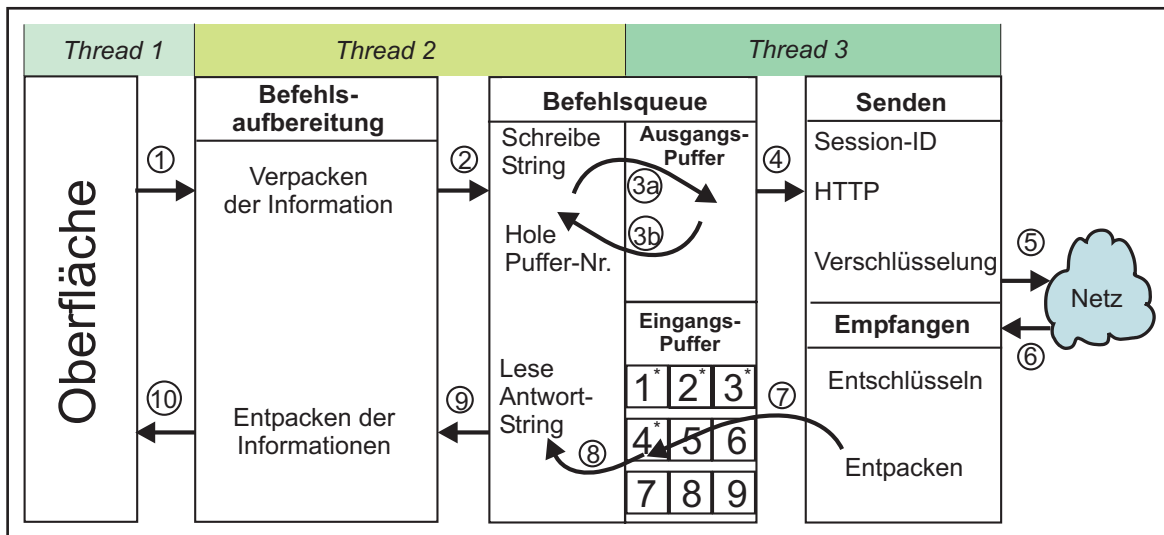 Thread 1
Thread 2
Thread 3
Oberfläche
①
⑩
Befehls-
aufbereitung
Verpacken
der Information
Entpacken der
Informationen
②
⑨
Befehlsqueue
Schreibe
String
Hole
Puffer-Nr.
Lese
Antwort-
String
Ausgangs-
Puffer
3a
3b
Eingangs-
Puffer
1* 2* 3*
4* 5 6
7 8 9
⑧
④
⑦
Senden
Session-ID
HTTP
Verschlüsselung
Empfangen
Entschlüsseln
Entpacken
⑤
Netz
⑥